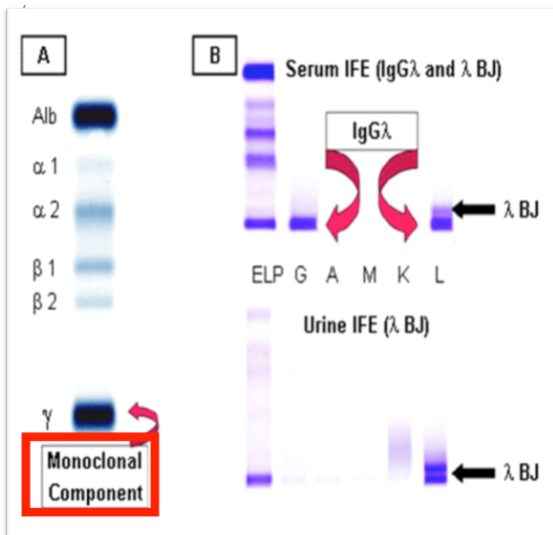 A
Alb
α 1
α 2
β 1
β 2
γ
Monoclonal
Component
B
Serum IFE (IgGλ and λ BJ)
IgGλ
λ BJ
ELP G A M K L
Urine IFE (λ BJ)
λ BJ